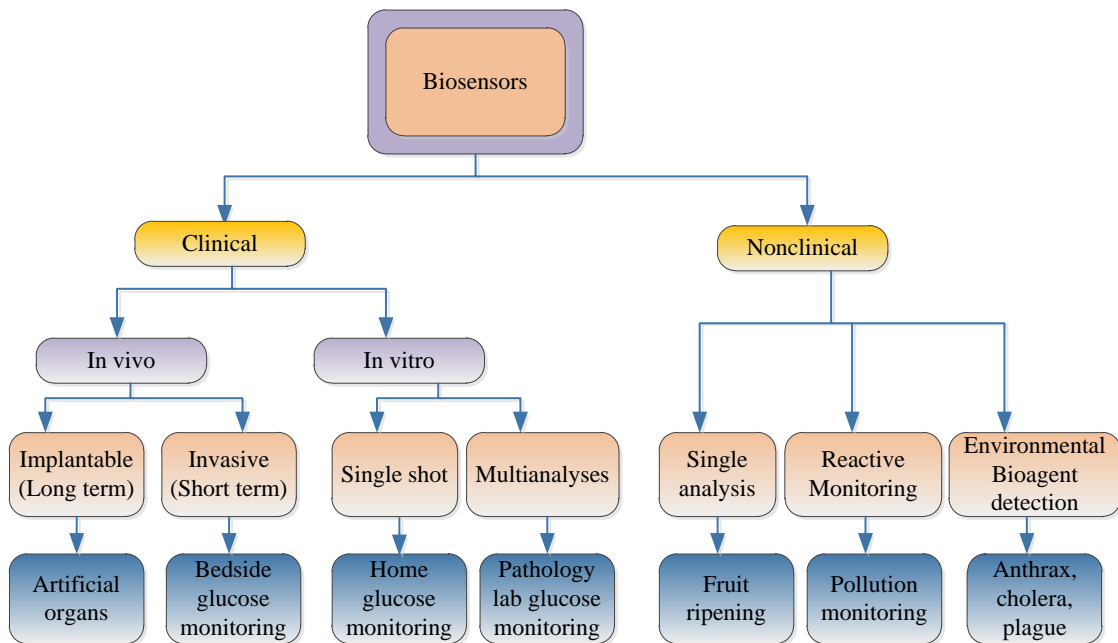 Biosensors
Clinical
Nonclinical
In vivo
In vitro
Implantable
(Long term)
Invasive
(Short term)
Single shot
Multianalyses
Single
analysis
Reactive
Monitoring
Environmental
Bioagent
detection
Artificial
organs
Bedside
glucose
monitoring
Home
glucose
monitoring
Pathology
lab glucose
monitoring
Fruit
ripening
Pollution
monitoring
Anthrax,
cholera,
plague